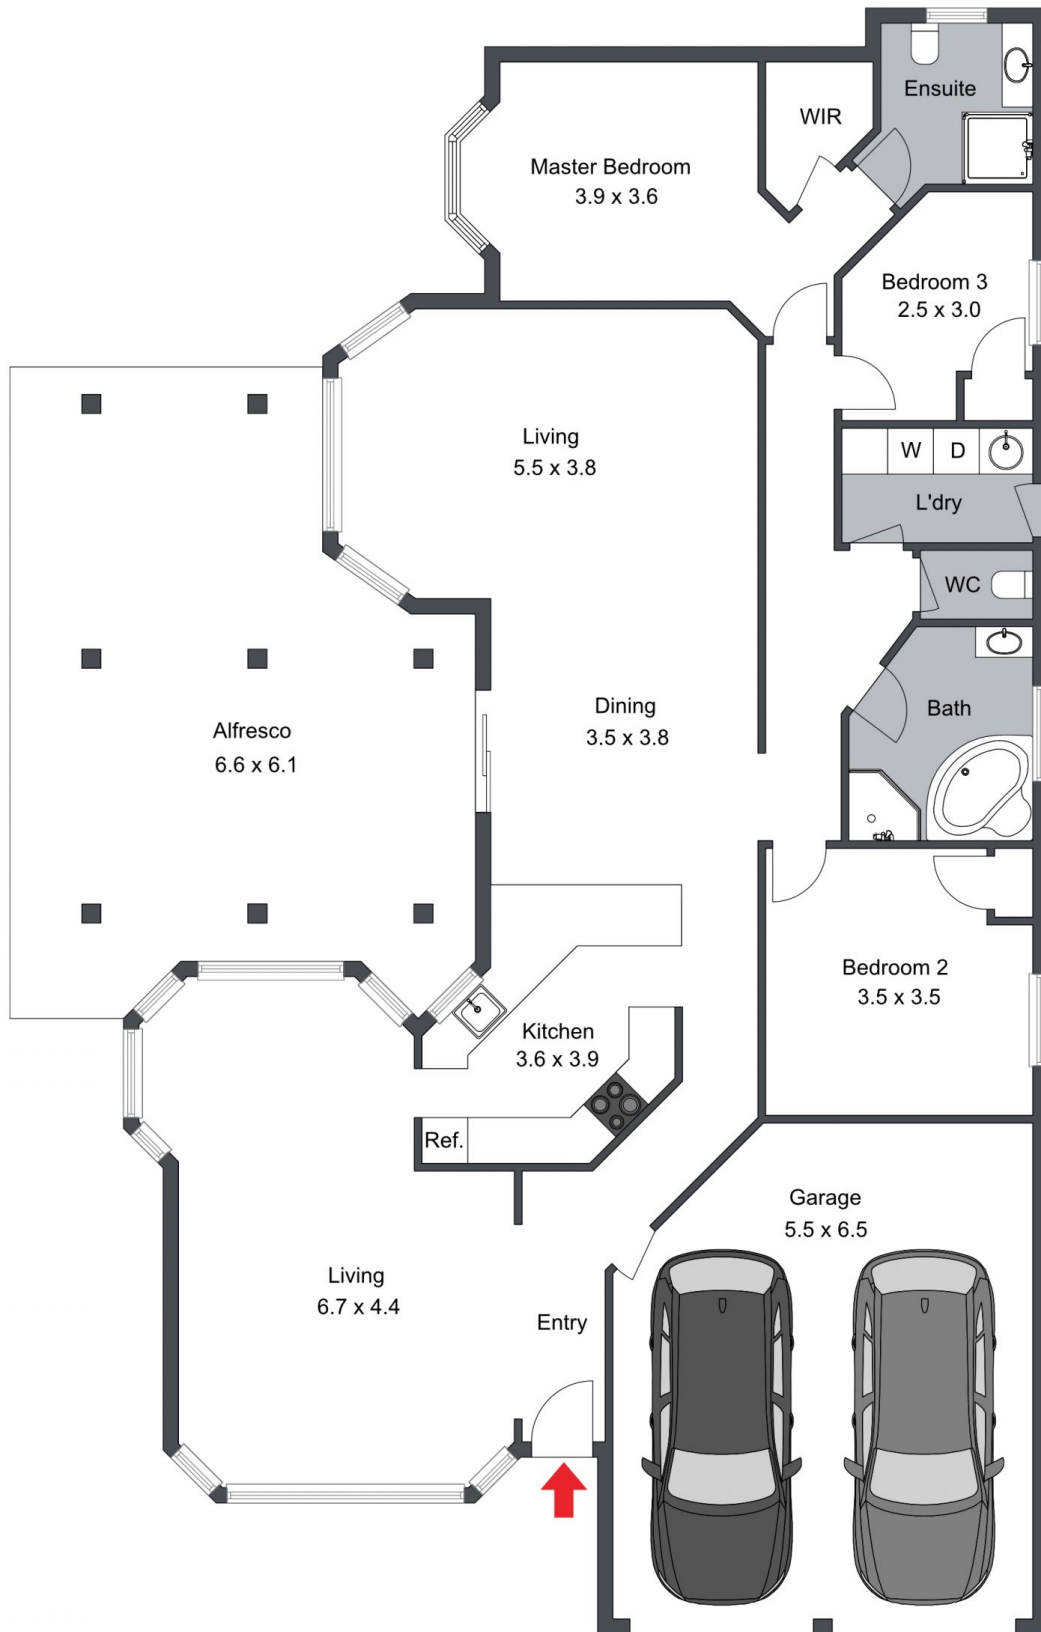 Ensuite
WIR
Master Bedroom
3.9 x 3.6
Bedroom 3
2.5 x 3.0
Living
5.5 x 3.8
W
D
L'dry
WC
Dining
3.5 x 3.8
Bath
Alfresco
6.6 x 6.1
Bedroom 2
3.5 x 3.5
Kitchen
3.6 x 3.9
Ref.
Garage
5.5 x 6.5
Living
6.7 x 4.4
Entry